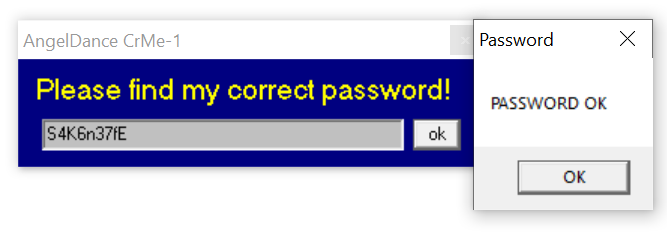 AngelDance CrMe-1
Please find my correct password!
S4K6n37fE
ok
Password
PASSWORD OK
OK